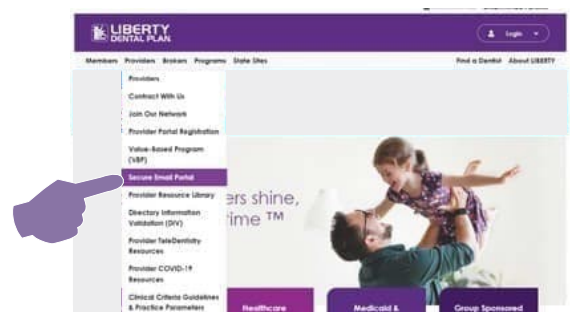 LIBERTY
DENTAL PLAN
Login
Members Providers Brokers Programs State Sites
Find a Dentist About LIBERTY
Providers
Contract With Us
Join Our Network
Provider Portal Registration
Value-Based Program
(VBP)
Secure Email Portal
Provider Resource Library
Directory Information
Validation (DIV)
Provider TeleDentistry
Resources
Provider COVID-19
Resources
Clinical Criteria Guidelines
& Practice Parameters
ers shine,
ime ™
Healthcare
Medicaid &
Group Sponsored